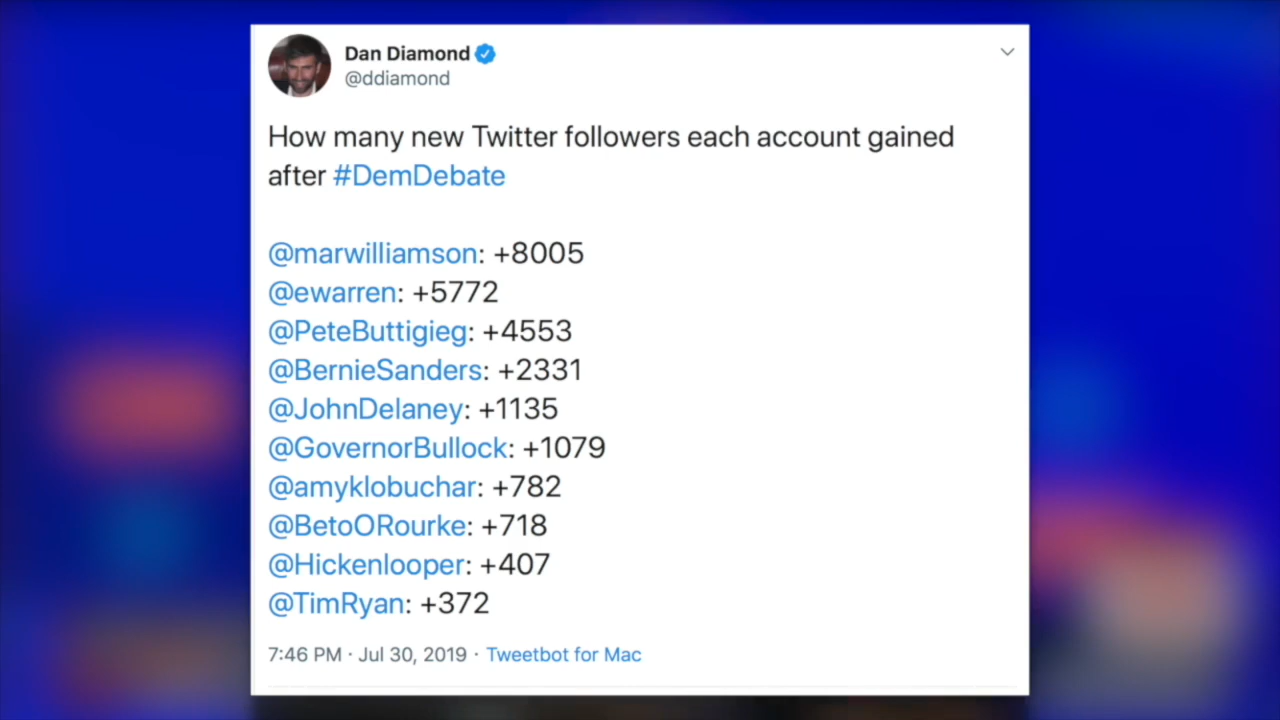 Dan Diamond
@ddiamond
How many new Twitter followers each account gained
after #DemDebate
@marwilliamson: +8005
@ewarren: +5772
@PeteButtigieg: +4553
@BernieSanders: +2331
@JohnDelaney: +1135
@GovernorBullock: +1079
@amyklobuchar: +782
@BetoORourke: +718
@Hickenlooper: +407
@TimRyan: +372
7:46 PM · Jul 30, 2019 · Tweetbot for Mac